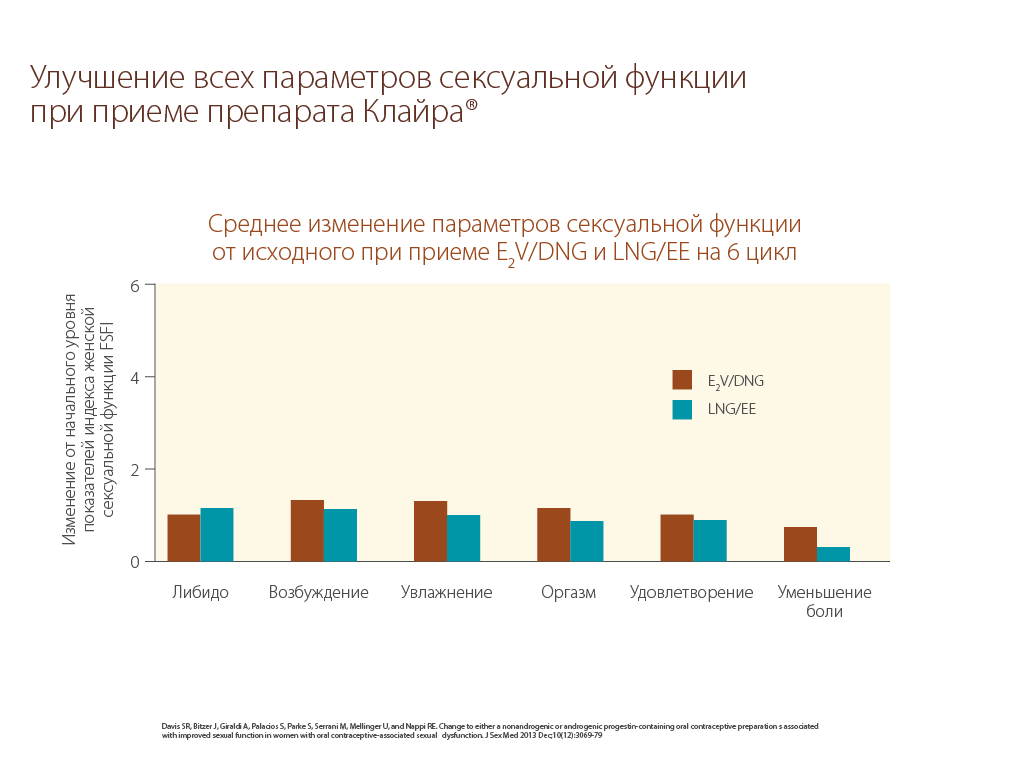 Улучшение всех параметров сексуальной функции
при приеме препарата Клайра®
Среднее изменение параметров сексуальной функции
от исходного при приеме E₂V/DNG и LNG/EE на 6 цикл
Изменение от начального уровня
показателей индекса женской
сексуальной функции FSFI
6
4
2
0
E₂V/DNG
LNG/EE
Либидо
Возбуждение
Увлажнение
Оргазм
Удовлетворение
Уменьшение
боли
Davis SR, Bitzer J, Giraldi A, Palacios S, Parke S, Serrani M, Mellinger U, and Nappi RE. Change to either a nonandrogenic or androgenic progestin-containing oral contraceptive preparation s associated
with improved sexual function in women with oral contraceptive-associated sexual dysfunction. J Sex Med 2013 Dec;10(12):3069-79